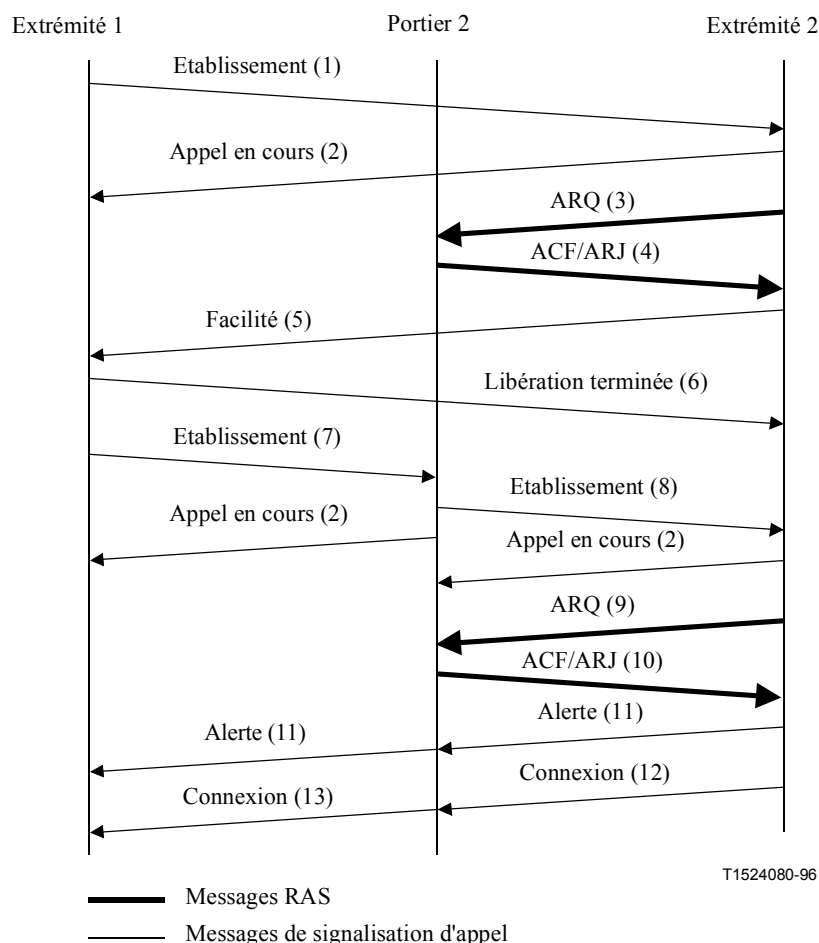 Extrémité 1
Portier 2
Extrémité 2
Etablissement (1)
Appel en cours (2)
ARQ (3)
ACF/ARJ (4)
Facilité (5)
Libération terminée (6)
Etablissement (7)
Etablissement (8)
Appel en cours (2)
Appel en cours (2)
ARQ (9)
ACF/ARJ (10)
Alerte (11)
Alerte (11)
Connexion (12)
Connexion (13)
T1524080-96
Messages RAS
Messages de signalisation d'appel